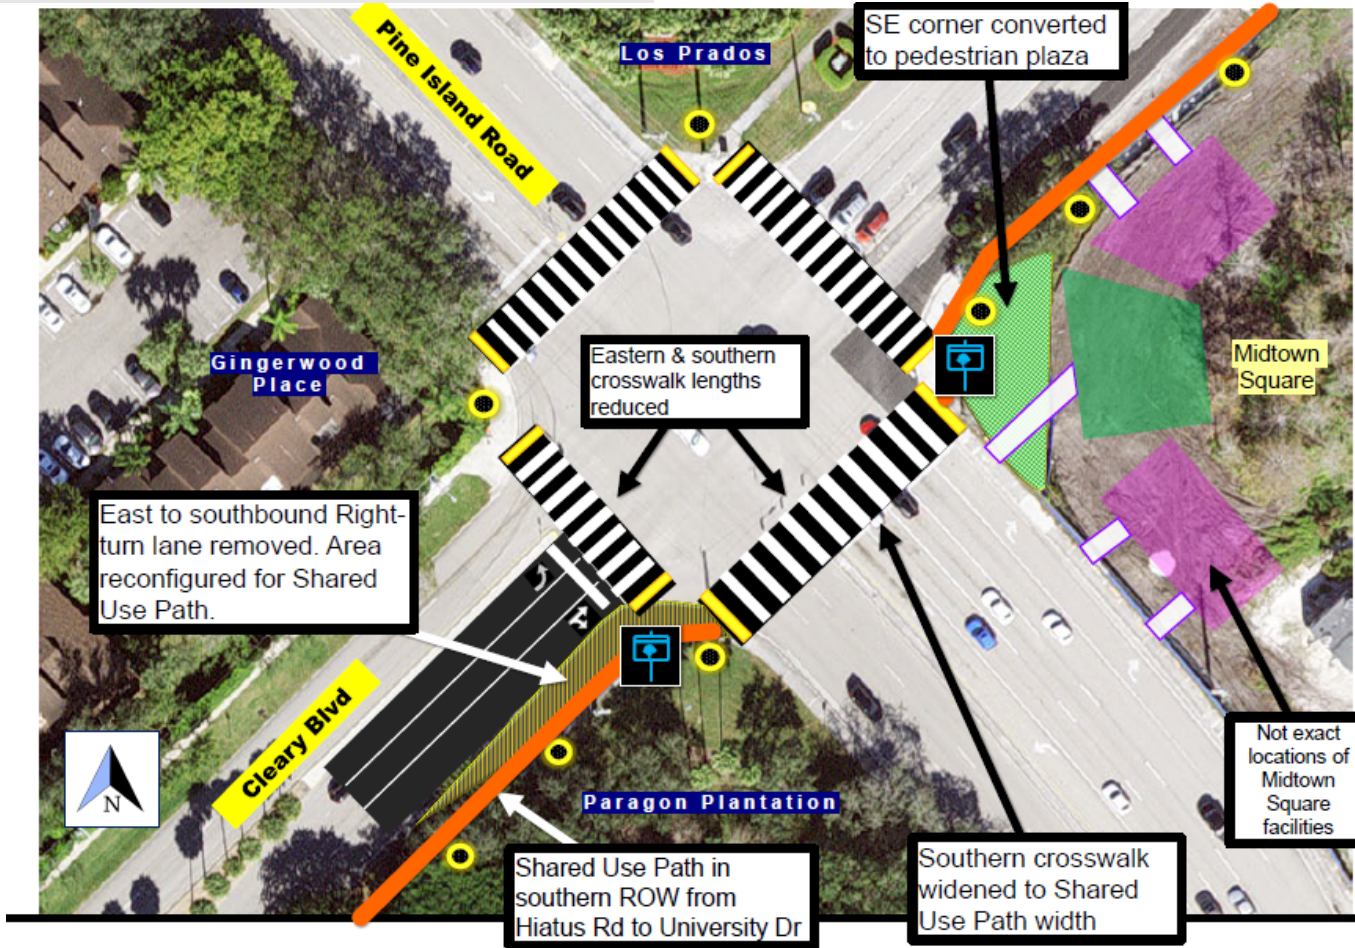 Pine Island Road
Los Prados
SE corner converted
to pedestrian plaza
Gingerwood
Place
Eastern & southern
crosswalk lengths
reduced
Midtown
Square
East to southbound Right-
turn lane removed. Area
reconfigured for Shared
Use Path.
Cleary Blvd
N
Paragon Plantation
Not exact
locations of
Midtown
Square
facilities
Shared Use Path in
southern ROW from
Hiatus Rd to University Dr
Southern crosswalk
widened to Shared
Use Path width